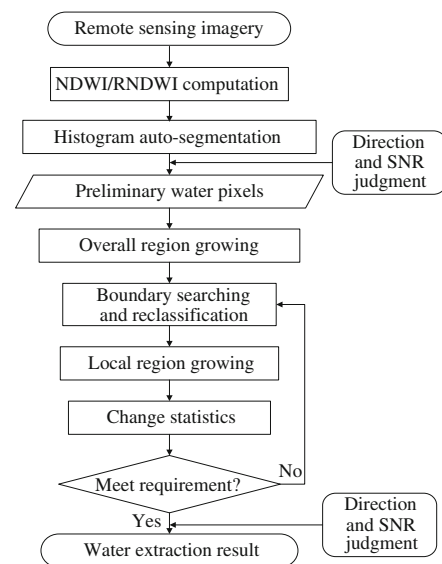 Remote sensing imagery
NDWI/RNDWI computation
Histogram auto-segmentation
Direction
and SNR
judgment
Preliminary water pixels
Overall region growing
Boundary searching
and reclassification
Local region growing
Change statistics
Meet requirement?
No
Yes
Direction
and SNR
judgment
Water extraction result